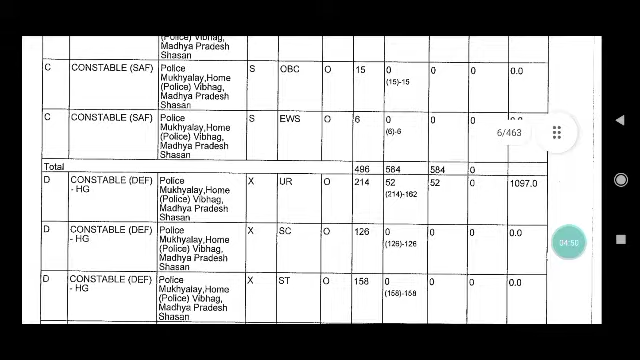 (Police) Vibhag,
Madhya Pradesh
Shasan
C CONSTABLE (SAF) Police S OBC O 15 0 0 0 0.0
Mukhyalay,Home (15)-15
(Police) Vibhag,
Madhya Pradesh
Shasan
C CONSTABLE (SAF) Police S EWS O 6 0 0 0
Mukhyalay,Home (6)-6 6/463
(Police) Vibhag,
Madhya Pradesh
Shasan
Total 496 584 584 0
D CONSTABLE (DEF) Police X UR O 214 52 52 0 1097.0
- HG Mukhyalay,Home (214)-162
(Police) Vibhag,
Madhya Pradesh
Shasan
D CONSTABLE (DEF) Police X SC O 126 0 0 0 0.0
- HG Mukhyalay,Home (126)-126
(Police) Vibhag,
Madhya Pradesh
Shasan
04:50
D CONSTABLE (DEF) Police X ST O 158 0 0 0 0.0
- HG Mukhyalay,Home (158)-158
(Police) Vibhag,
Madhya Pradesh
Shasan